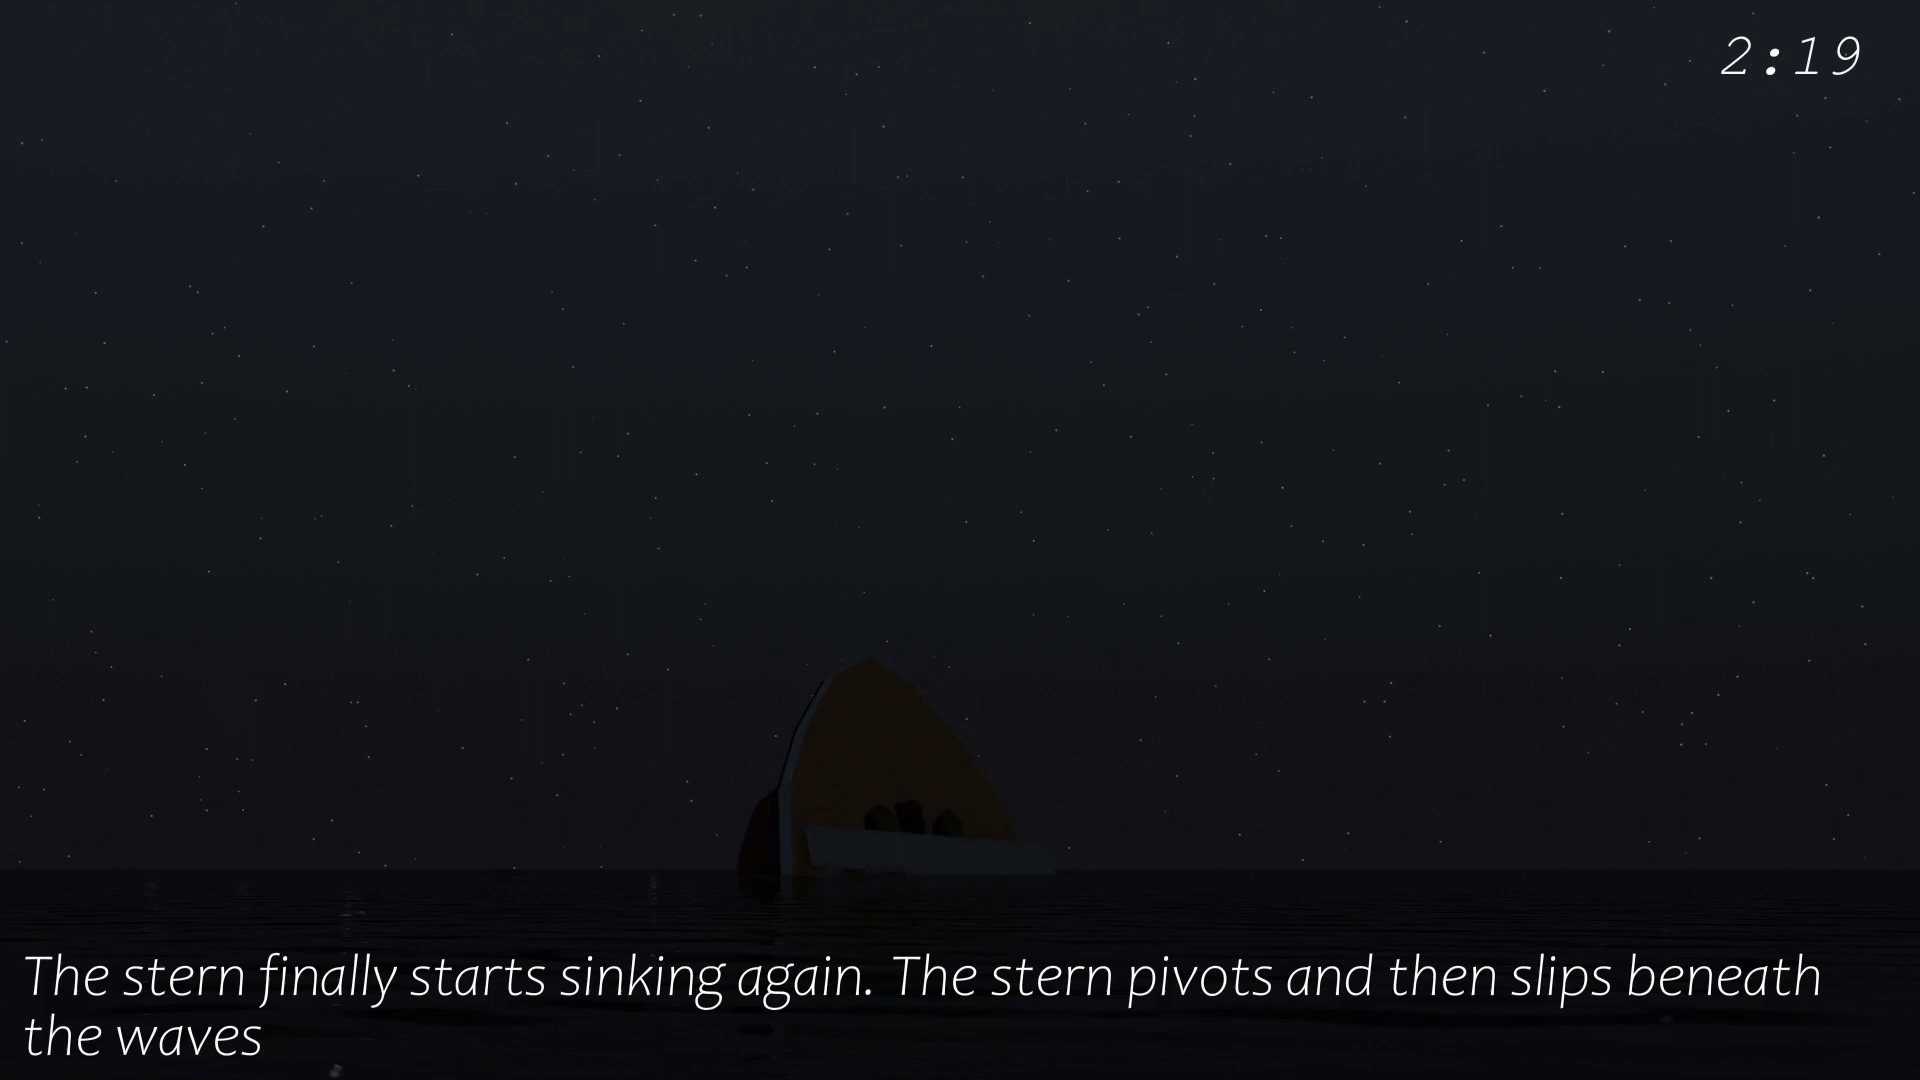 2:19
The stern finally starts sinking again. The stern pivots and then slips beneath
the waves